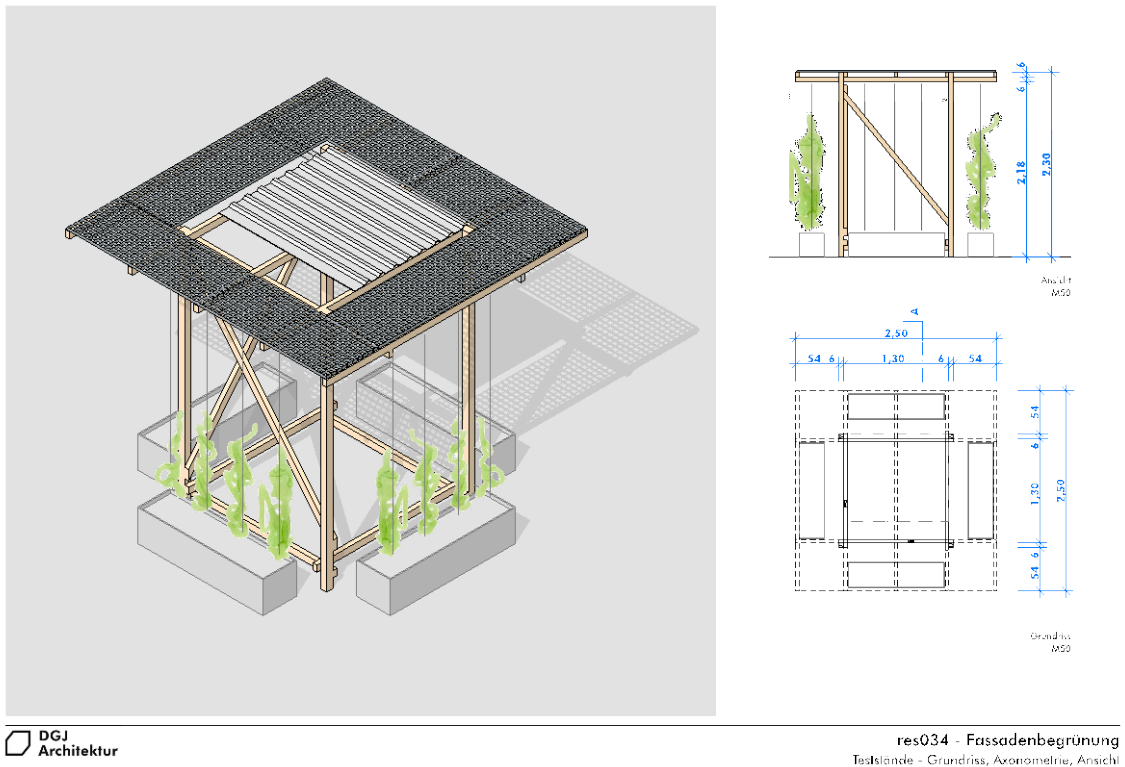 6
6
2,18
2,30
Ansicht
M50
A
2,50
54 6 1,30 6 54
54
6
1,30
2,50
6
54
Grundriss
M50
DGJ
Architektur
res034 - Fassadenbegrünung
Teststände - Grundriss, Axonometrie, Ansicht